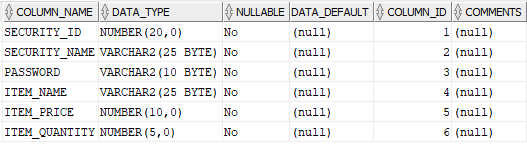 COLUMN_NAME DATA_TYPE NULLABLE DATA_DEFAULT COLUMN_ID COMMENTS
SECURITY_ID NUMBER(20,0) No (null) 1 (null)
SECURITY_NAME VARCHAR2(25 BYTE) No (null) 2 (null)
PASSWORD VARCHAR2(10 BYTE) No (null) 3 (null)
ITEM_NAME VARCHAR2(25 BYTE) No (null) 4 (null)
ITEM_PRICE NUMBER(10,0) No (null) 5 (null)
ITEM_QUANTITY NUMBER(5,0) No (null) 6 (null)